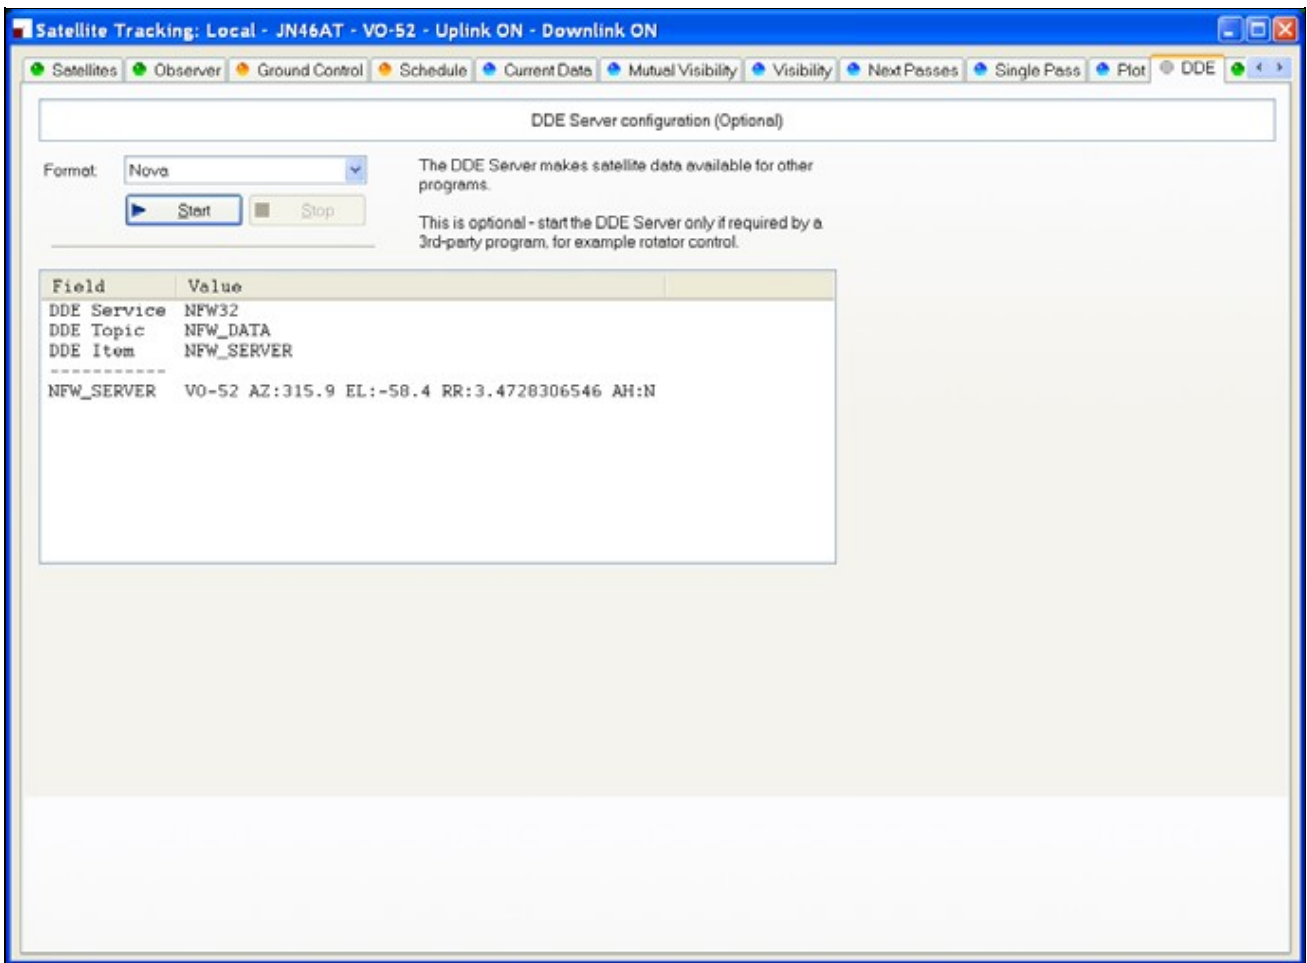 Satellite Tracking: Local - JN46AT - VO-52 - Uplink ON - Downlink ON
Satellites Observer Ground Control Schedule Current Data Mutual Visibility Visibility Next Passes Single Pass Plot DDE
DDE Server configuration (Optional)
Format: Nova
Start Stop
The DDE Server makes satellite data available for other
programs.
This is optional - start the DDE Server only if required by a
3rd-party program, for example rotator control.
Field Value
DDE Service NFW32
DDE Topic NFW_DATA
DDE Item NFW_SERVER
-----------
NFW_SERVER VO-52 AZ:315.9 EL:-58.4 RR:3.4728306546 AH:N